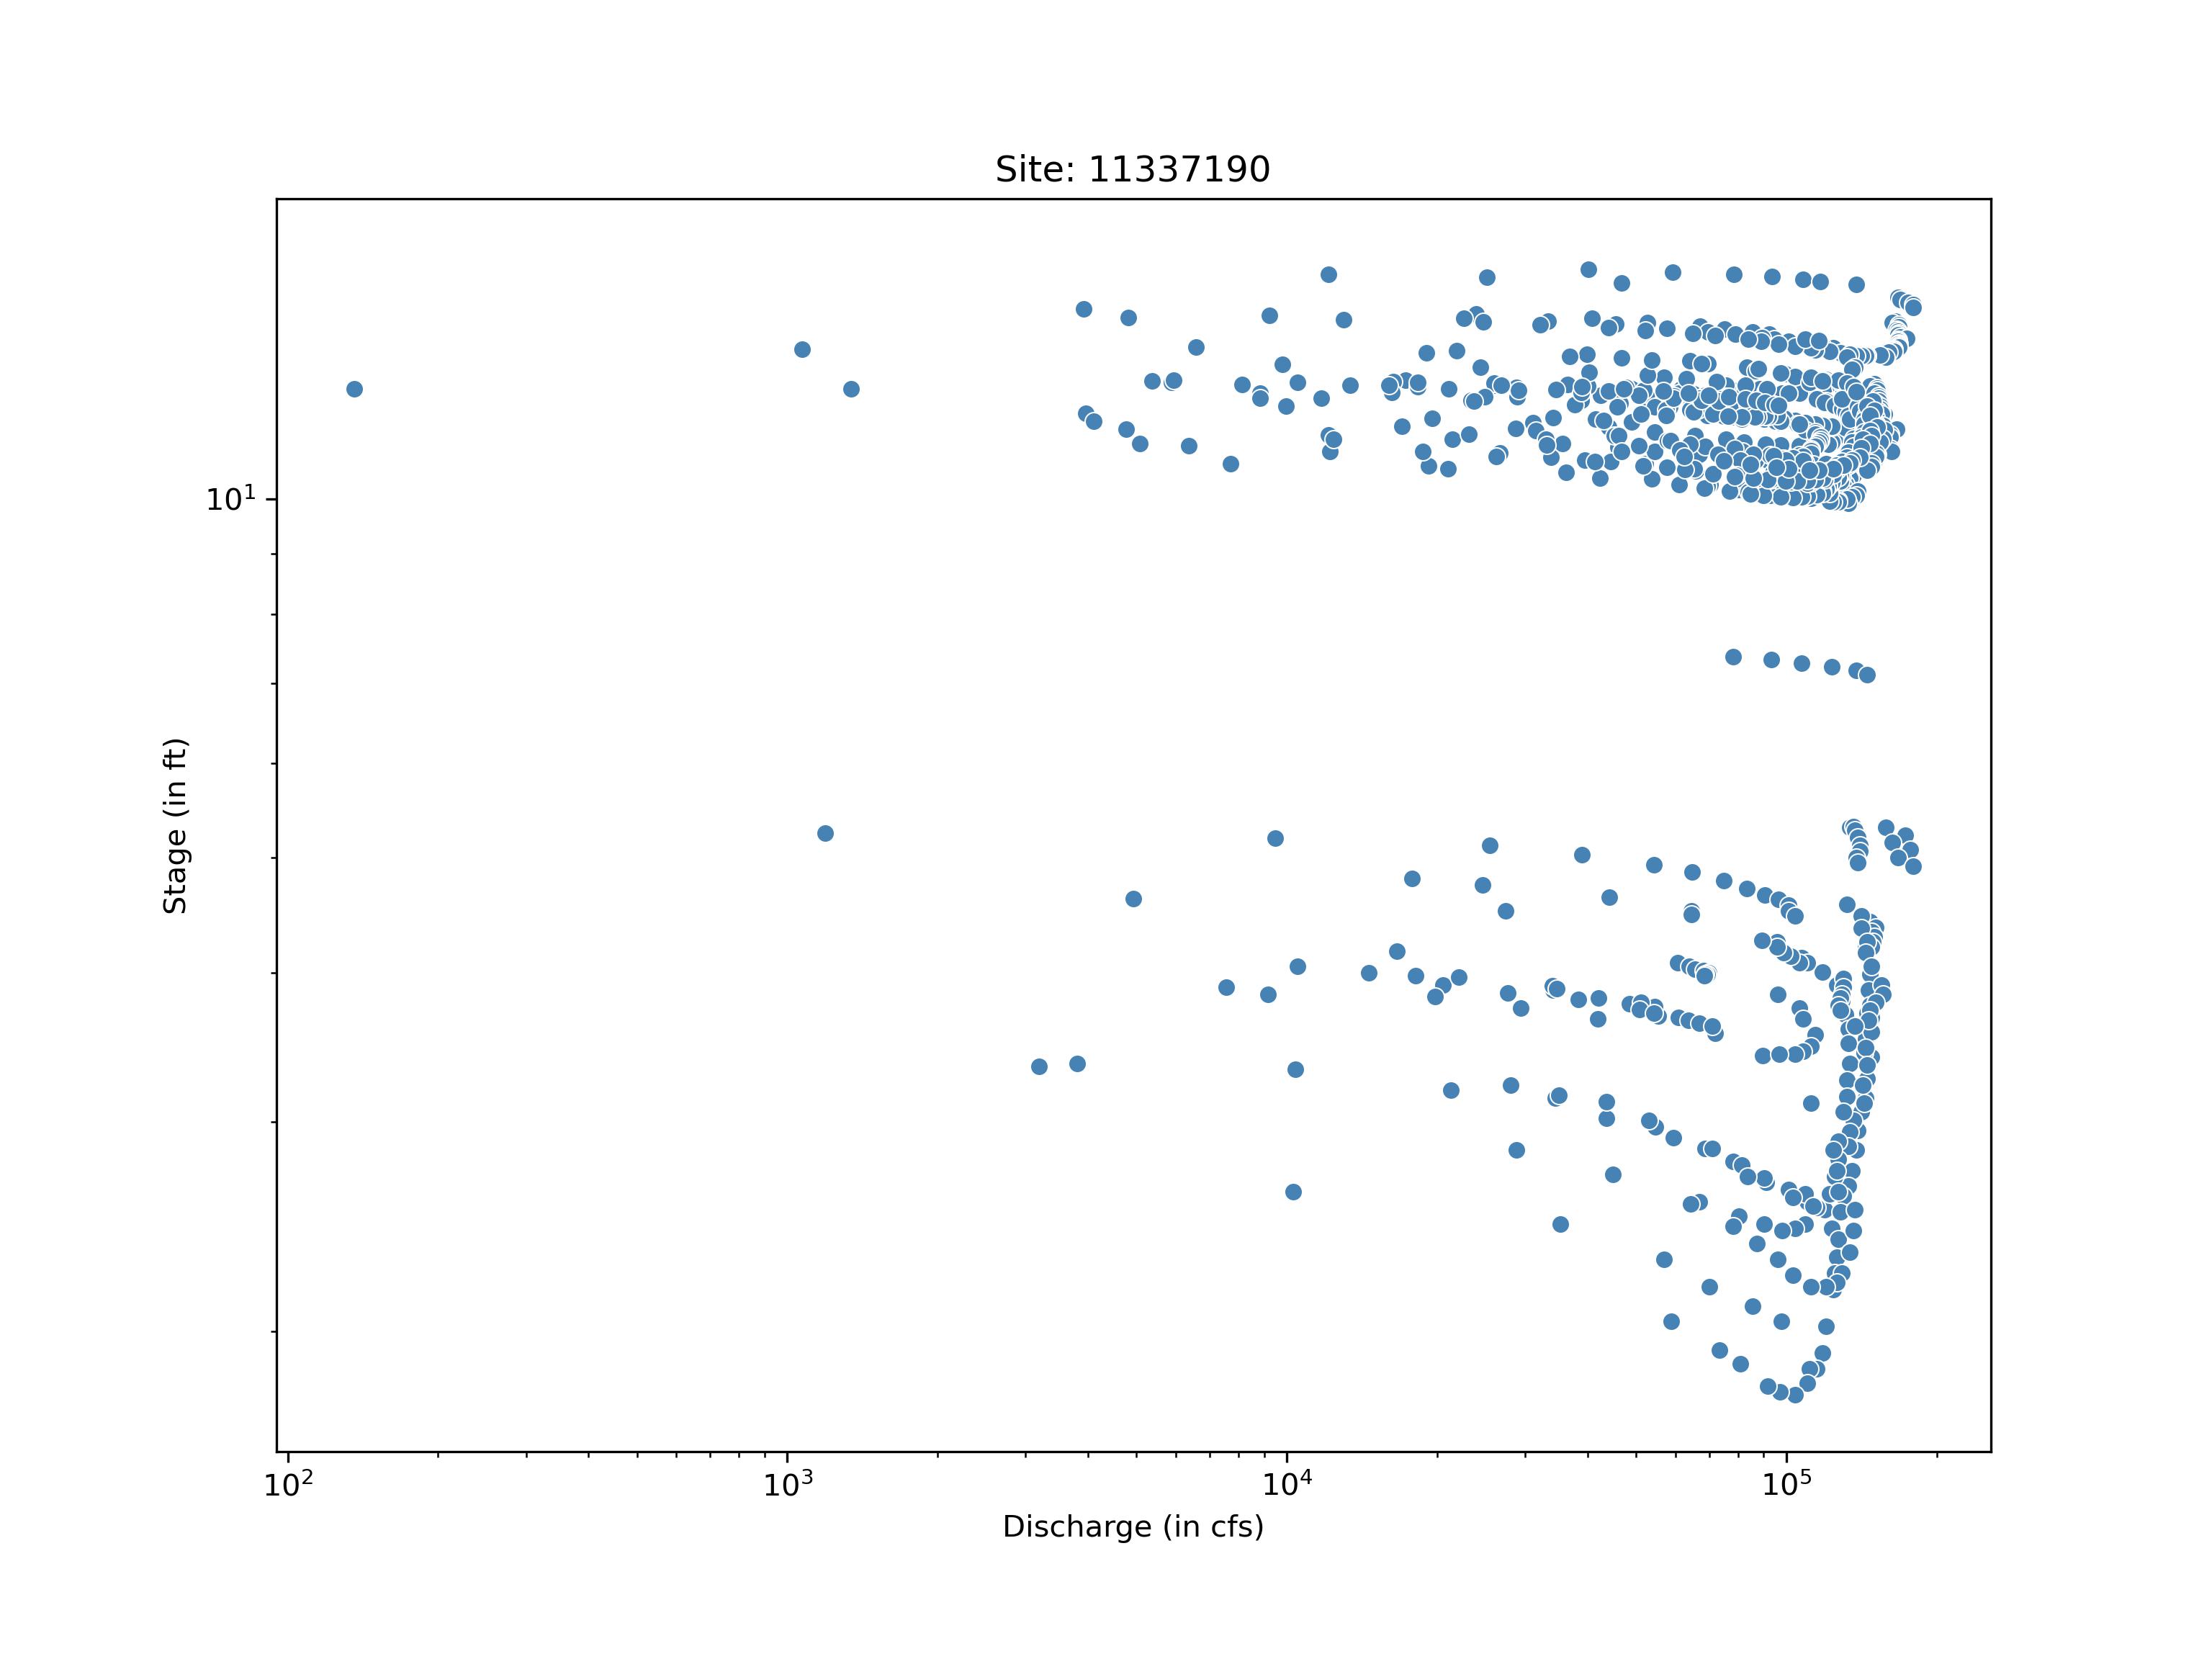 Site: 11337190
Stage (in ft)
10¹
10² 10³ 10⁴ 10⁵
Discharge (in cfs)